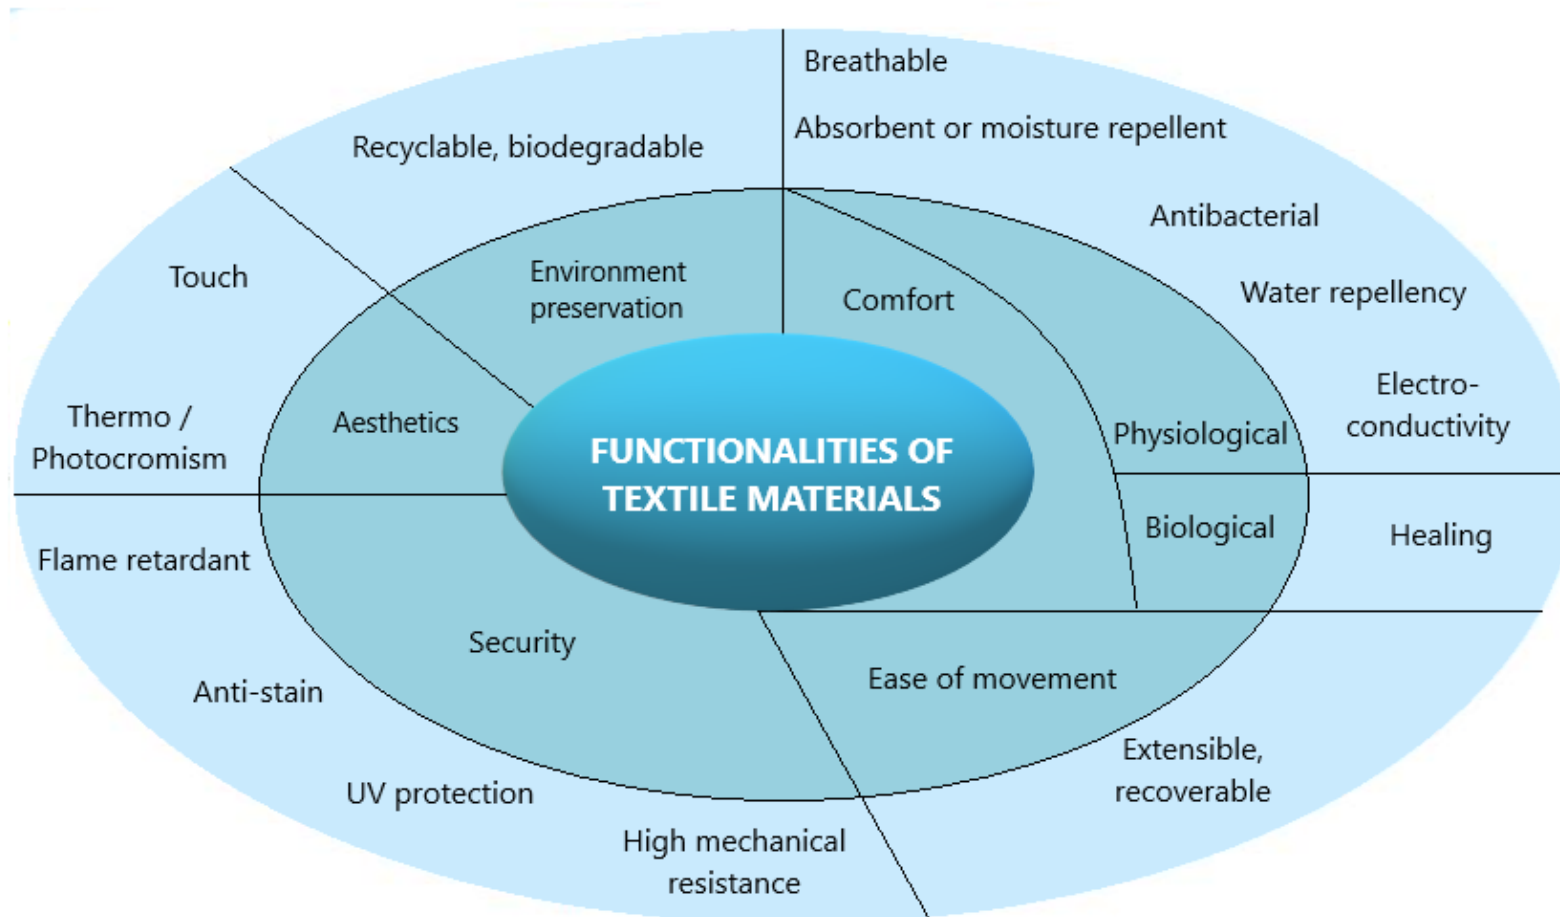 Breathable
Absorbent or moisture repellent
Recyclable, biodegradable
Antibacterial
Touch
Environment
preservation
Comfort
Water repellency
Thermo /
Photocromism
Aesthetics
FUNCTIONALITIES OF
TEXTILE MATERIALS
Physiological
Electro-
conductivity
Biological
Healing
Flame retardant
Security
Ease of movement
Anti-stain
UV protection
Extensible,
recoverable
High mechanical
resistance